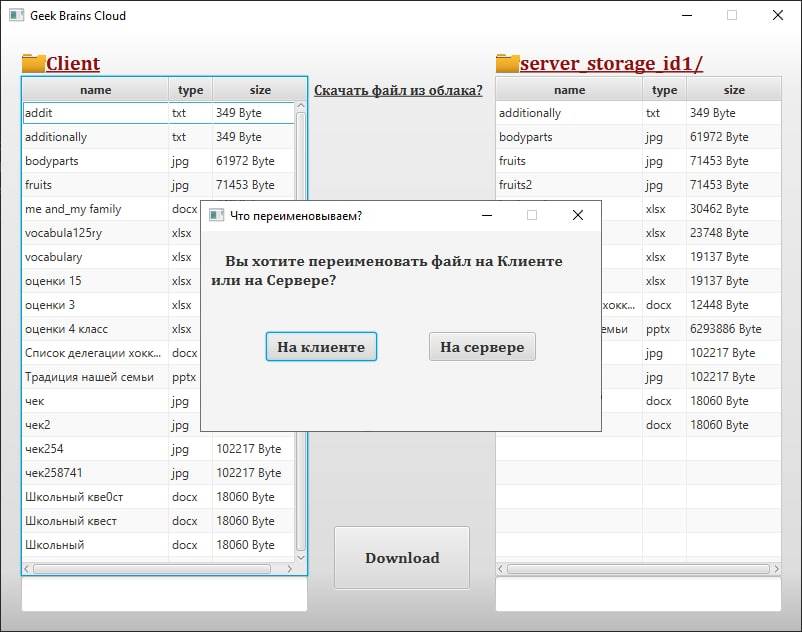 Geek Brains Cloud
Client
server_storage_id1/
name type size
Скачать файл из облака?
name type size
addit txt 349 Byte
additionally txt 349 Byte
additionally txt 349 Byte
bodyparts jpg 61972 Byte
bodyparts jpg 61972 Byte
fruits jpg 71453 Byte
fruits jpg 71453 Byte
fruits2 jpg 71453 Byte
me and_my family docx
xlsx 30462 Byte
vocabula125ry xlsx
xlsx 23748 Byte
vocabulary xlsx
xlsx 19137 Byte
оценки 15 xlsx
xlsx 19137 Byte
оценки 3 xlsx
хокк... docx 12448 Byte
оценки 4 класс xlsx
емьи pptx 6293886 Byte
Список делегации хокк... docx
jpg 102217 Byte
Традиция нашей семьи pptx
jpg 102217 Byte
чек jpg
docx 18060 Byte
чек2 jpg
docx 18060 Byte
чек254 jpg 102217 Byte
чек258741 jpg 102217 Byte
Школьный кве0ст docx 18060 Byte
Школьный квест docx 18060 Byte
Школьный docx 18060 Byte
Что переименовываем?
Вы хотите переименовать файл на Клиенте
или на Сервере?
На клиенте
На сервере
Download